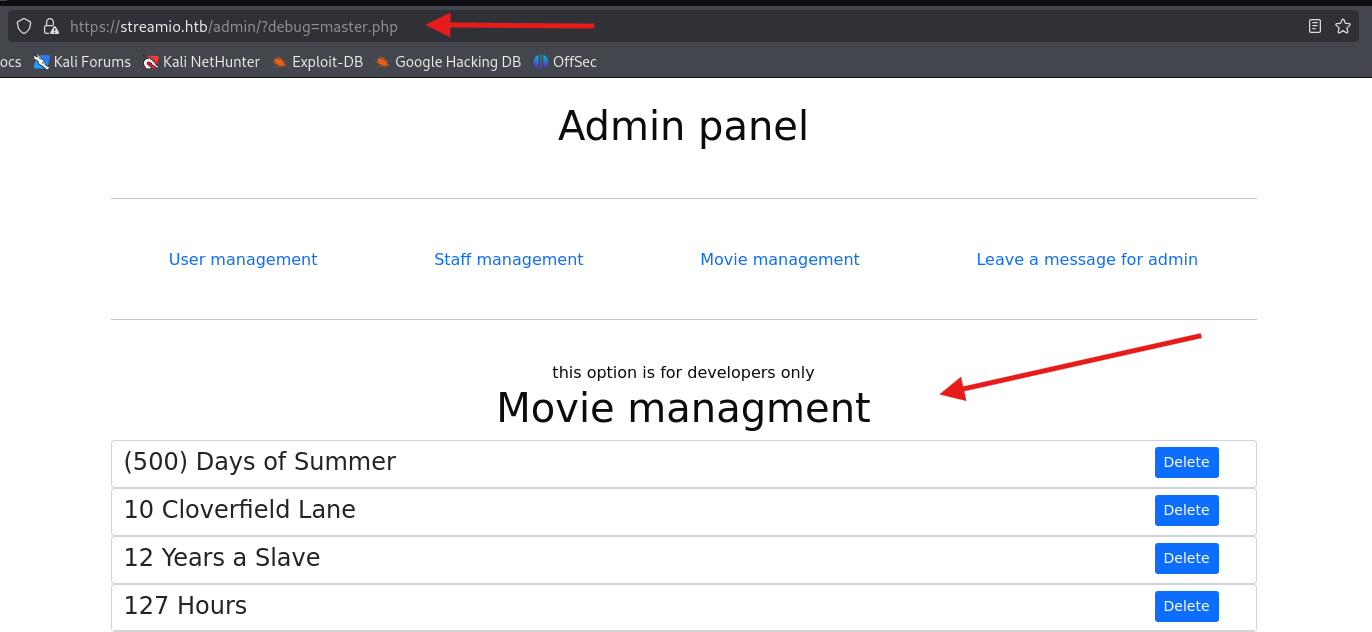 https://streamio.htb/admin/?debug=master.php
ocs Kali Forums Kali NetHunter Exploit-DB Google Hacking DB OffSec
Admin panel
User management Staff management Movie management Leave a message for admin
this option is for developers only
Movie managment
(500) Days of Summer Delete
10 Cloverfield Lane Delete
12 Years a Slave Delete
127 Hours Delete